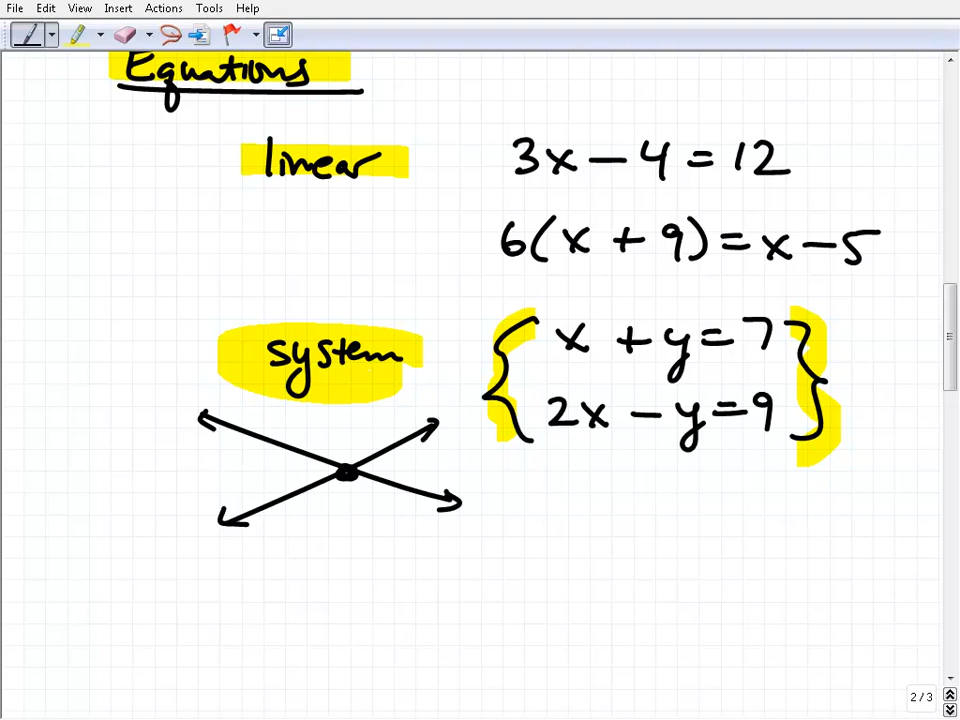 File Edit View Insert Actions Tools Help
Equations
linear
3x - 4 = 12
6(x + 9) = x - 5
system
{ x + y = 7
2x - y = 9 }
2 / 3